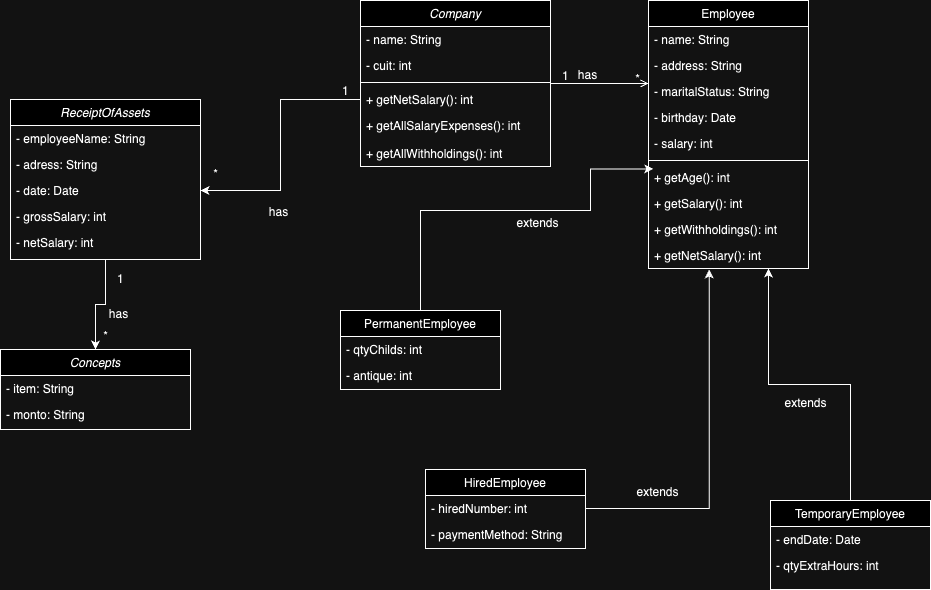 Company
- name: String
- cuit: int
+ getNetSalary(): int
+ getAllSalaryExpenses(): int
+ getAllWithholdings(): int
1 has *
Employee
- name: String
- address: String
- maritalStatus: String
- birthday: Date
- salary: int
+ getAge(): int
+ getSalary(): int
+ getWithholdings(): int
+ getNetSalary(): int
1
*
has
ReceiptOfAssets
- employeeName: String
- adress: String
- date: Date
- grossSalary: int
- netSalary: int
1
has
*
Concepts
- item: String
- monto: String
extends
PermanentEmployee
- qtyChilds: int
- antique: int
extends
HiredEmployee
- hiredNumber: int
- paymentMethod: String
extends
TemporaryEmployee
- endDate: Date
- qtyExtraHours: int